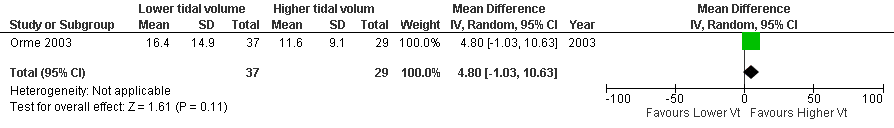 Lower tidal volume Higher tidal volume Mean Difference Mean Difference
Study or Subgroup Mean SD Total Mean SD Total Weight IV, Random, 95% CI Year IV, Random, 95% CI
Orme 2003 16.4 14.9 37 11.6 9.1 29 100.0% 4.80 [-1.03, 10.63] 2003
Total (95% CI) 37 29 100.0% 4.80 [-1.03, 10.63]
Heterogeneity: Not applicable
Test for overall effect: Z = 1.61 (P = 0.11)
-100 -50 0 50 100
Favours Lower Vt Favours Higher Vt